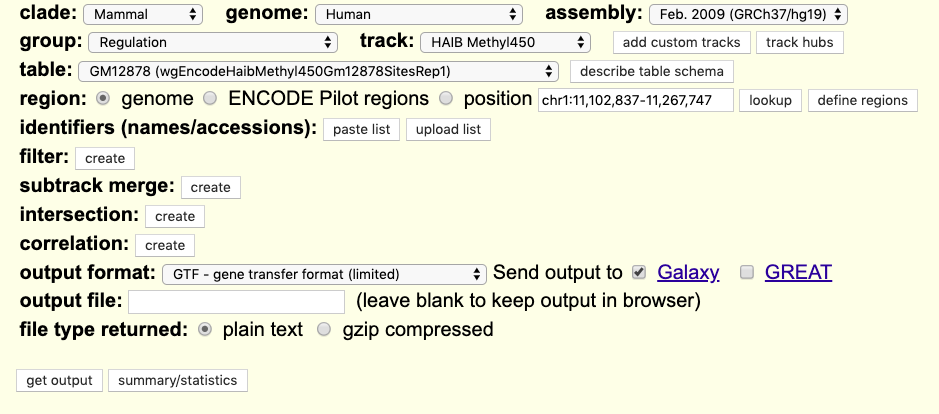 clade: Mammal genome: Human assembly: Feb. 2009 (GRCh37/hg19)
group: Regulation track: HAIB Methyl450 add custom tracks track hubs
table: GM12878 (wgEncodeHaibMethyl450Gm12878SitesRep1) describe table schema
region: genome ENCODE Pilot regions position chr1:11,102,837-11,267,747 lookup define regions
identifiers (names/accessions): paste list upload list
filter: create
subtrack merge: create
intersection: create
correlation: create
output format: GTF - gene transfer format (limited) Send output to Galaxy GREAT
output file: (leave blank to keep output in browser)
file type returned: plain text gzip compressed
get output summary/statistics